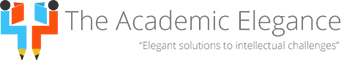 The Academic Elegance
“Elegant solutions to intellectual challenges”